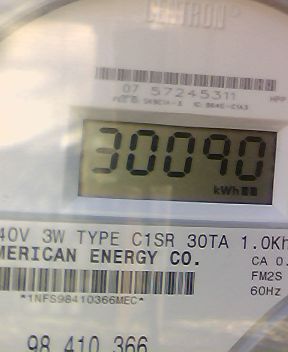 CENTRON®
07 57245311
30090
kWh
40V 3W TYPE C1SR 30TA 1.0Kh
MERICAN ENERGY CO.
CA 0.
*1NFS98410366MEC*
FM2S
60Hz
98 410 366